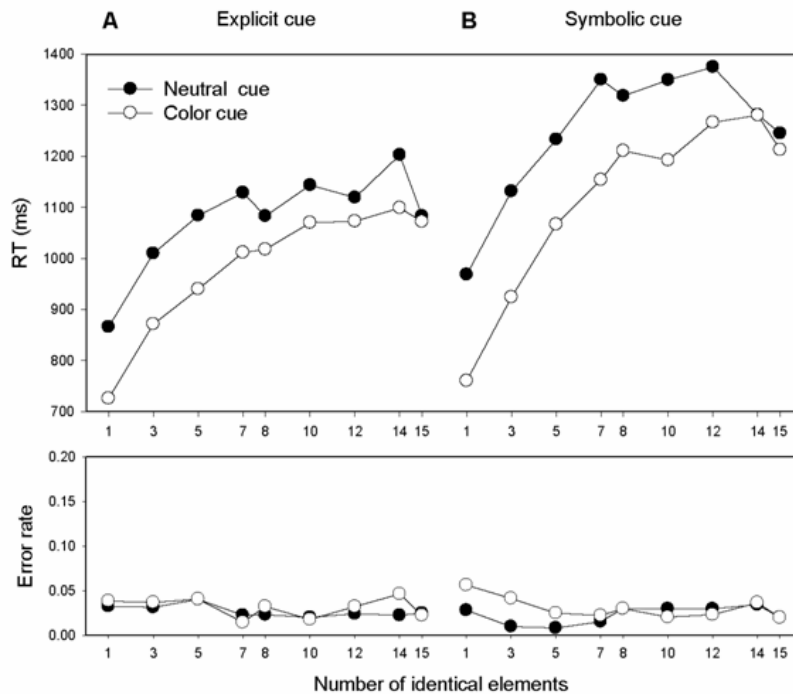 A Explicit cue B Symbolic cue
1400
1300
1200
1100
1000
900
800
700
RT (ms)
Neutral cue
Color cue
1 3 5 7 8 10 12 14 15 1 3 5 7 8 10 12 14 15
0.20
0.15
0.10
0.05
0.00
Error rate
1 3 5 7 8 10 12 14 15 1 3 5 7 8 10 12 14 15
Number of identical elements